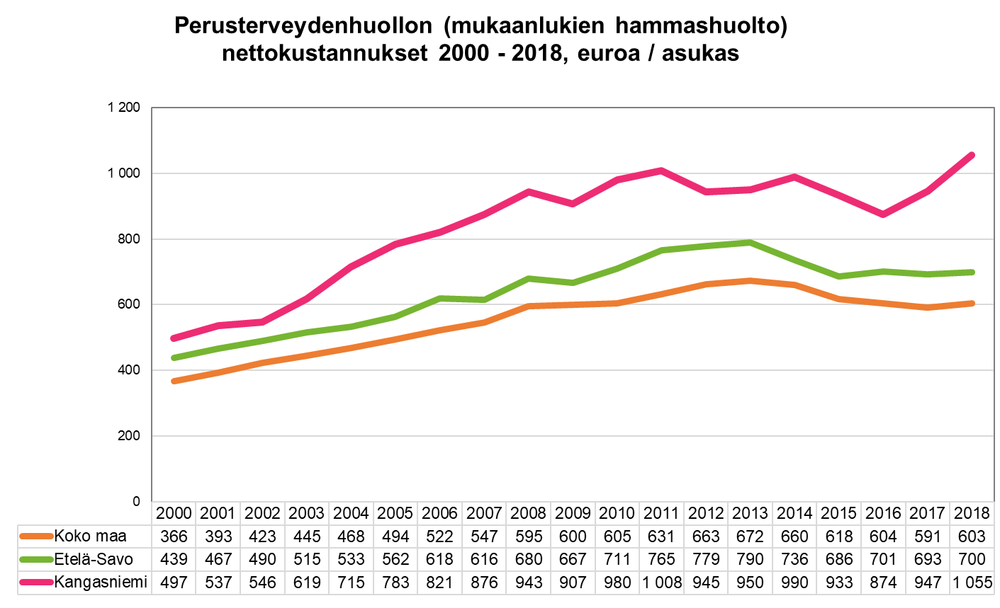 Perusterveydenhuollon (mukaanlukien hammashuolto)
nettokustannukset 2000 - 2018, euroa / asukas
1 200
1 000
800
600
400
200
0
2000 2001 2002 2003 2004 2005 2006 2007 2008 2009 2010 2011 2012 2013 2014 2015 2016 2017 2018
Koko maa 366 393 423 445 468 494 522 547 595 600 605 631 663 672 660 618 604 591 603
Etelä-Savo 439 467 490 515 533 562 618 616 680 667 711 765 779 790 736 686 701 693 700
Kangasniemi 497 537 546 619 715 783 821 876 943 907 980 1 008 945 950 990 933 874 947 1 055